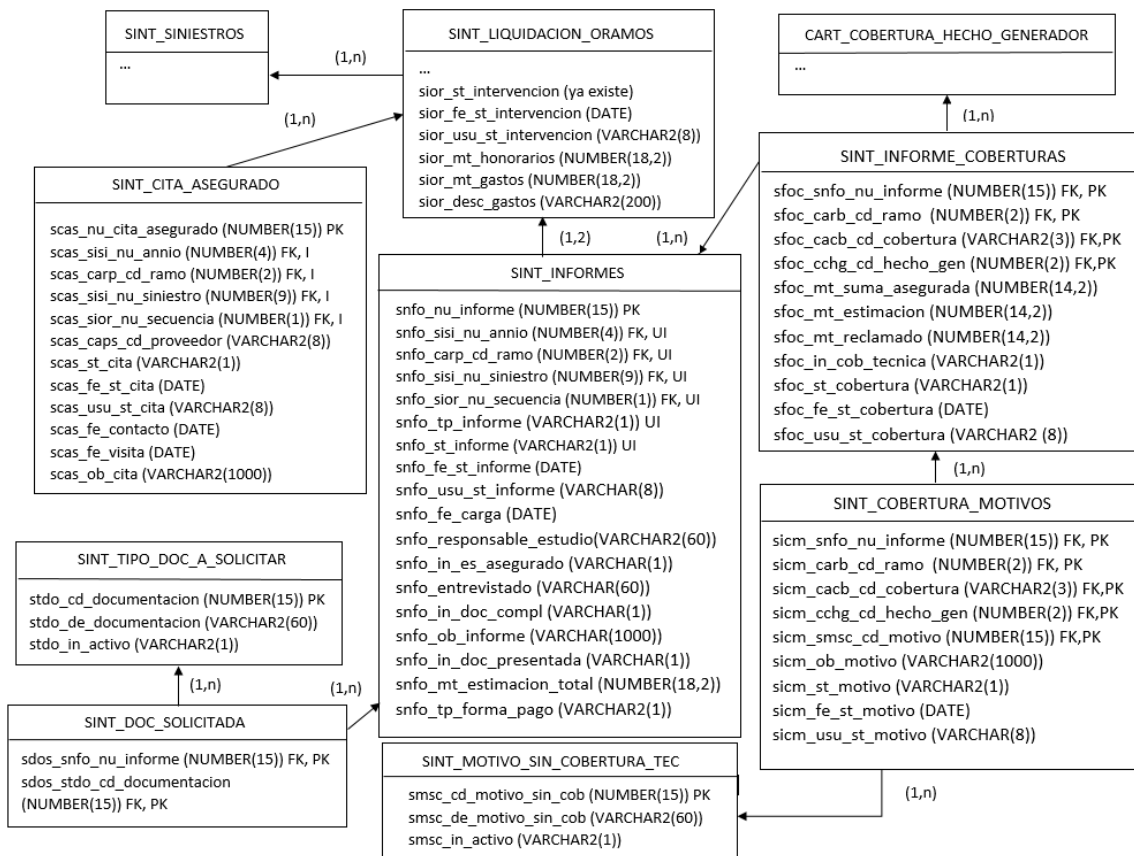 SINT_SINIESTROS
...
(1,n)
SINT_LIQUIDACION_ORAMOS
...
sior_st_intervencion (ya existe)
sior_fe_st_intervencion (DATE)
sior_usu_st_intervencion (VARCHAR2(8))
sior_mt_honorarios (NUMBER(18,2))
sior_mt_gastos (NUMBER(18,2))
sior_desc_gastos (VARCHAR2(200))
CART_COBERTURA_HECHO_GENERADOR
...
(1,n)
(1,n)
SINT_CITA_ASEGURADO
scas_nu_cita_asegurado (NUMBER(15)) PK
scas_sisi_nu_annio (NUMBER(4)) FK, I
scas_carp_cd_ramo (NUMBER(2)) FK, I
scas_sisi_nu_siniestro (NUMBER(9)) FK, I
scas_sior_nu_secuencia (NUMBER(1)) FK, I
scas_caps_cd_proveedor (VARCHAR2(8))
scas_st_cita (VARCHAR2(1))
scas_fe_st_cita (DATE)
scas_usu_st_cita (VARCHAR2(8))
scas_fe_contacto (DATE)
scas_fe_visita (DATE)
scas_ob_cita (VARCHAR2(1000))
(1,2)
(1,n)
SINT_INFORMES
snfo_nu_informe (NUMBER(15)) PK
snfo_sisi_nu_annio (NUMBER(4)) FK, UI
snfo_carp_cd_ramo (NUMBER(2)) FK, UI
snfo_sisi_nu_siniestro (NUMBER(9)) FK, UI
snfo_sior_nu_secuencia (NUMBER(1)) FK, UI
snfo_tp_informe (VARCHAR2(1)) UI
snfo_st_informe (VARCHAR2(1)) UI
snfo_fe_st_informe (DATE)
snfo_usu_st_informe (VARCHAR(8))
snfo_fe_carga (DATE)
snfo_responsable_estudio(VARCHAR2(60))
snfo_in_es_asegurado (VARCHAR(1))
snfo_entrevistado (VARCHAR(60))
snfo_in_doc_compl (VARCHAR(1))
snfo_ob_informe (VARCHAR(1000))
snfo_in_doc_presentada (VARCHAR(1))
snfo_mt_estimacion_total (NUMBER(18,2))
snfo_tp_forma_pago (VARCHAR2(1))
SINT_INFORME_COBERTURAS
sfoc_snfo_nu_informe (NUMBER(15)) FK, PK
sfoc_carb_cd_ramo (NUMBER(2)) FK, PK
sfoc_cacb_cd_cobertura (VARCHAR2(3)) FK,PK
sfoc_cchg_cd_hecho_gen (NUMBER(2)) FK,PK
sfoc_mt_suma_asegurada (NUMBER(14,2))
sfoc_mt_estimacion (NUMBER(14,2))
sfoc_mt_reclamado (NUMBER(14,2))
sfoc_in_cob_tecnica (VARCHAR2(1))
sfoc_st_cobertura (VARCHAR2(1))
sfoc_fe_st_cobertura (DATE)
sfoc_usu_st_cobertura (VARCHAR2 (8))
(1,n)
SINT_COBERTURA_MOTIVOS
sicm_snfo_nu_informe (NUMBER(15)) FK, PK
sicm_carb_cd_ramo (NUMBER(2)) FK, PK
sicm_cacb_cd_cobertura (VARCHAR2(3)) FK,PK
sicm_cchg_cd_hecho_gen (NUMBER(2)) FK,PK
sicm_smsc_cd_motivo (NUMBER(15)) FK,PK
sicm_ob_motivo (VARCHAR2(1000))
sicm_st_motivo (VARCHAR2(1))
sicm_fe_st_motivo (DATE)
sicm_usu_st_motivo (VARCHAR(8))
SINT_TIPO_DOC_A_SOLICITAR
stdo_cd_documentacion (NUMBER(15)) PK
stdo_de_documentacion (VARCHAR2(60))
stdo_in_activo (VARCHAR2(1))
(1,n)
(1,n)
SINT_DOC_SOLICITADA
sdos_snfo_nu_informe (NUMBER(15)) FK, PK
sdos_stdo_cd_documentacion
(NUMBER(15)) FK, PK
SINT_MOTIVO_SIN_COBERTURA_TEC
smsc_cd_motivo_sin_cob (NUMBER(15)) PK
smsc_de_motivo_sin_cob (VARCHAR2(60))
smsc_in_activo (VARCHAR2(1))
(1,n)